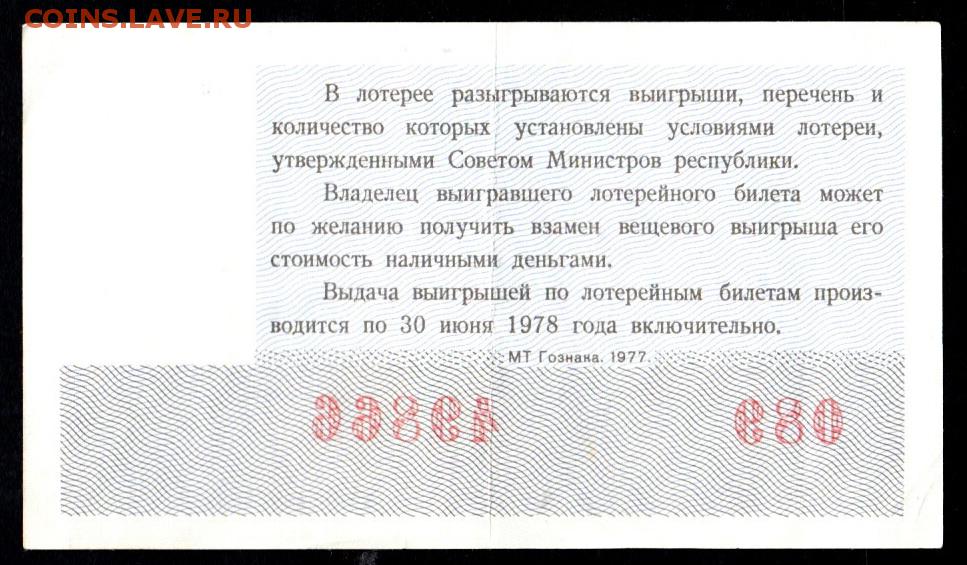 COINS.LAVE.RU
В лотерее разыгрываются выигрыши, перечень и
количество которых установлены условиями лотереи,
утвержденными Советом Министров республики.
Владелец выигравшего лотерейного билета может
по желанию получить взамен вещевого выигрыша его
стоимость наличными деньгами.
Выдача выигрышей по лотерейным билетам произ-
водится по 30 июня 1978 года включительно.
МТ Гознака. 1977.